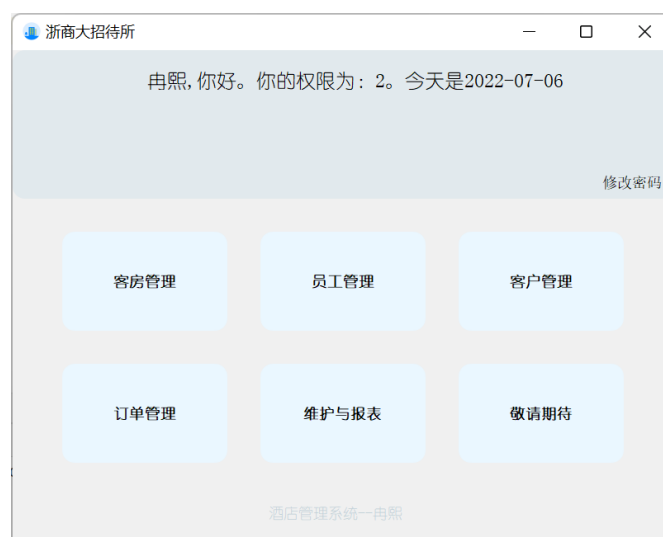 浙商大招待所
冉熙,你好。你的权限为: 2。今天是2022-07-06
修改密码
客房管理
员工管理
客户管理
订单管理
维护与报表
敬请期待
酒店管理系统—冉熙